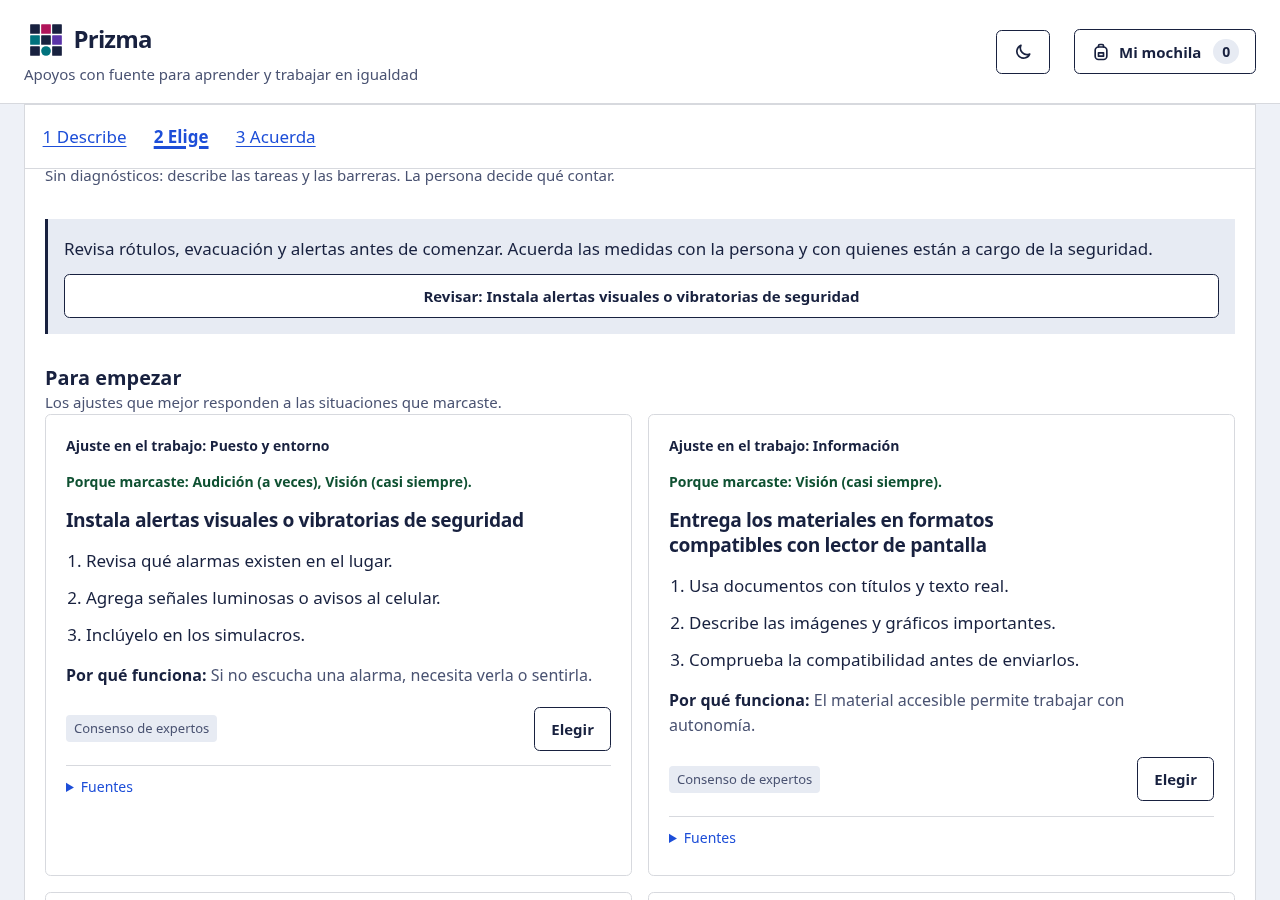 Prizma
Apoyos con fuente para aprender y trabajar en igualdad
Mi mochila 0
1 Describe 2 Elige 3 Acuerda
Sin diagnósticos: describe las tareas y las barreras. La persona decide qué contar.
Revisa rótulos, evacuación y alertas antes de comenzar. Acuerda las medidas con la persona y con quienes están a cargo de la seguridad.
Revisar: Instala alertas visuales o vibratorias de seguridad
Para empezar
Los ajustes que mejor responden a las situaciones que marcaste.
Ajuste en el trabajo: Puesto y entorno
Porque marcaste: Audición (a veces), Visión (casi siempre).
Instala alertas visuales o vibratorias de seguridad
1. Revisa qué alarmas existen en el lugar.
2. Agrega señales luminosas o avisos al celular.
3. Inclúyelo en los simulacros.
Por qué funciona: Si no escucha una alarma, necesita verla o sentirla.
Consenso de expertos
Elegir
Fuentes
Ajuste en el trabajo: Información
Porque marcaste: Visión (casi siempre).
Entrega los materiales en formatos
compatibles con lector de pantalla
1. Usa documentos con títulos y texto real.
2. Describe las imágenes y gráficos importantes.
3. Comprueba la compatibilidad antes de enviarlos.
Por qué funciona: El material accesible permite trabajar con
autonomía.
Consenso de expertos
Elegir
Fuentes